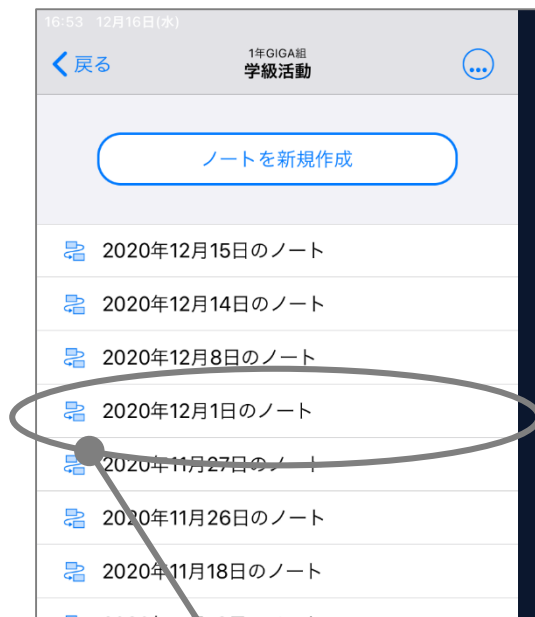 16:53 12月16日(水)
戻る
1年GIGA組
学級活動
ノートを新規作成
2020年12月15日のノート
2020年12月14日のノート
2020年12月8日のノート
2020年12月1日のノート
2020年11月27日のノート
2020年11月26日のノート
2020年11月18日のノート